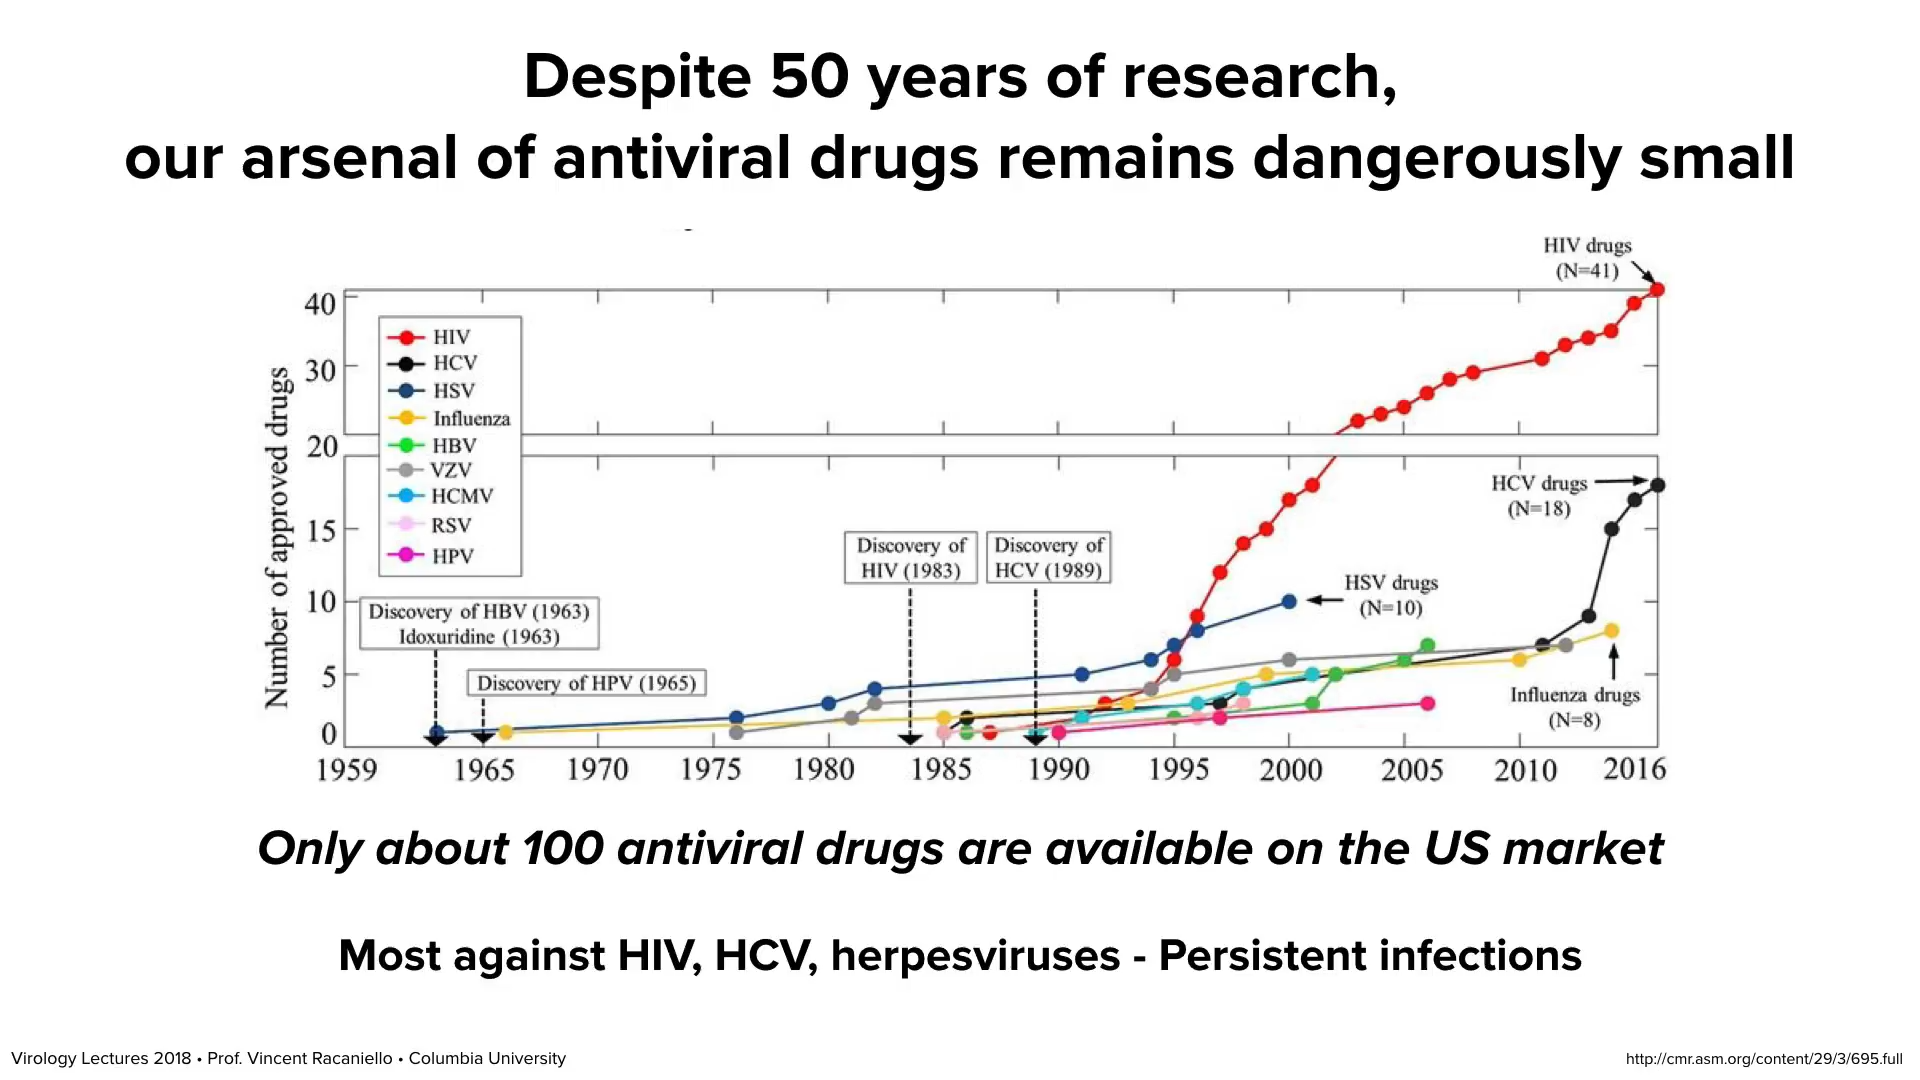 Despite 50 years of research,
our arsenal of antiviral drugs remains dangerously small
HIV drugs
(N=41)
40
30
20
15
10
5
0
Number of approved drugs
HIV
HCV
HSV
Influenza
HBV
VZV
HCMV
RSV
HPV
Discovery of HBV (1963)
Idoxuridine (1963)
Discovery of HPV (1965)
Discovery of
HIV (1983)
Discovery of
HCV (1989)
HCV drugs
(N=18)
HSV drugs
(N=10)
Influenza drugs
(N=8)
1959 1965 1970 1975 1980 1985 1990 1995 2000 2005 2010 2016
Only about 100 antiviral drugs are available on the US market
Most against HIV, HCV, herpesviruses - Persistent infections
Virology Lectures 2018 • Prof. Vincent Racaniello • Columbia University
http://cmr.asm.org/content/29/3/695.full